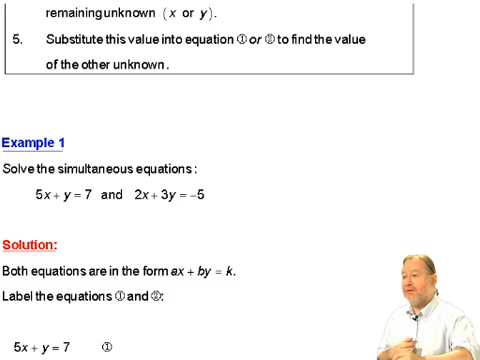 remaining unknown ( x or y ).
5. Substitute this value into equation ① or ② to find the value
of the other unknown.
Example 1
Solve the simultaneous equations :
5x + y = 7 and 2x + 3y = −5
Solution:
Both equations are in the form ax + by = k.
Label the equations ① and ②:
5x + y = 7 ①